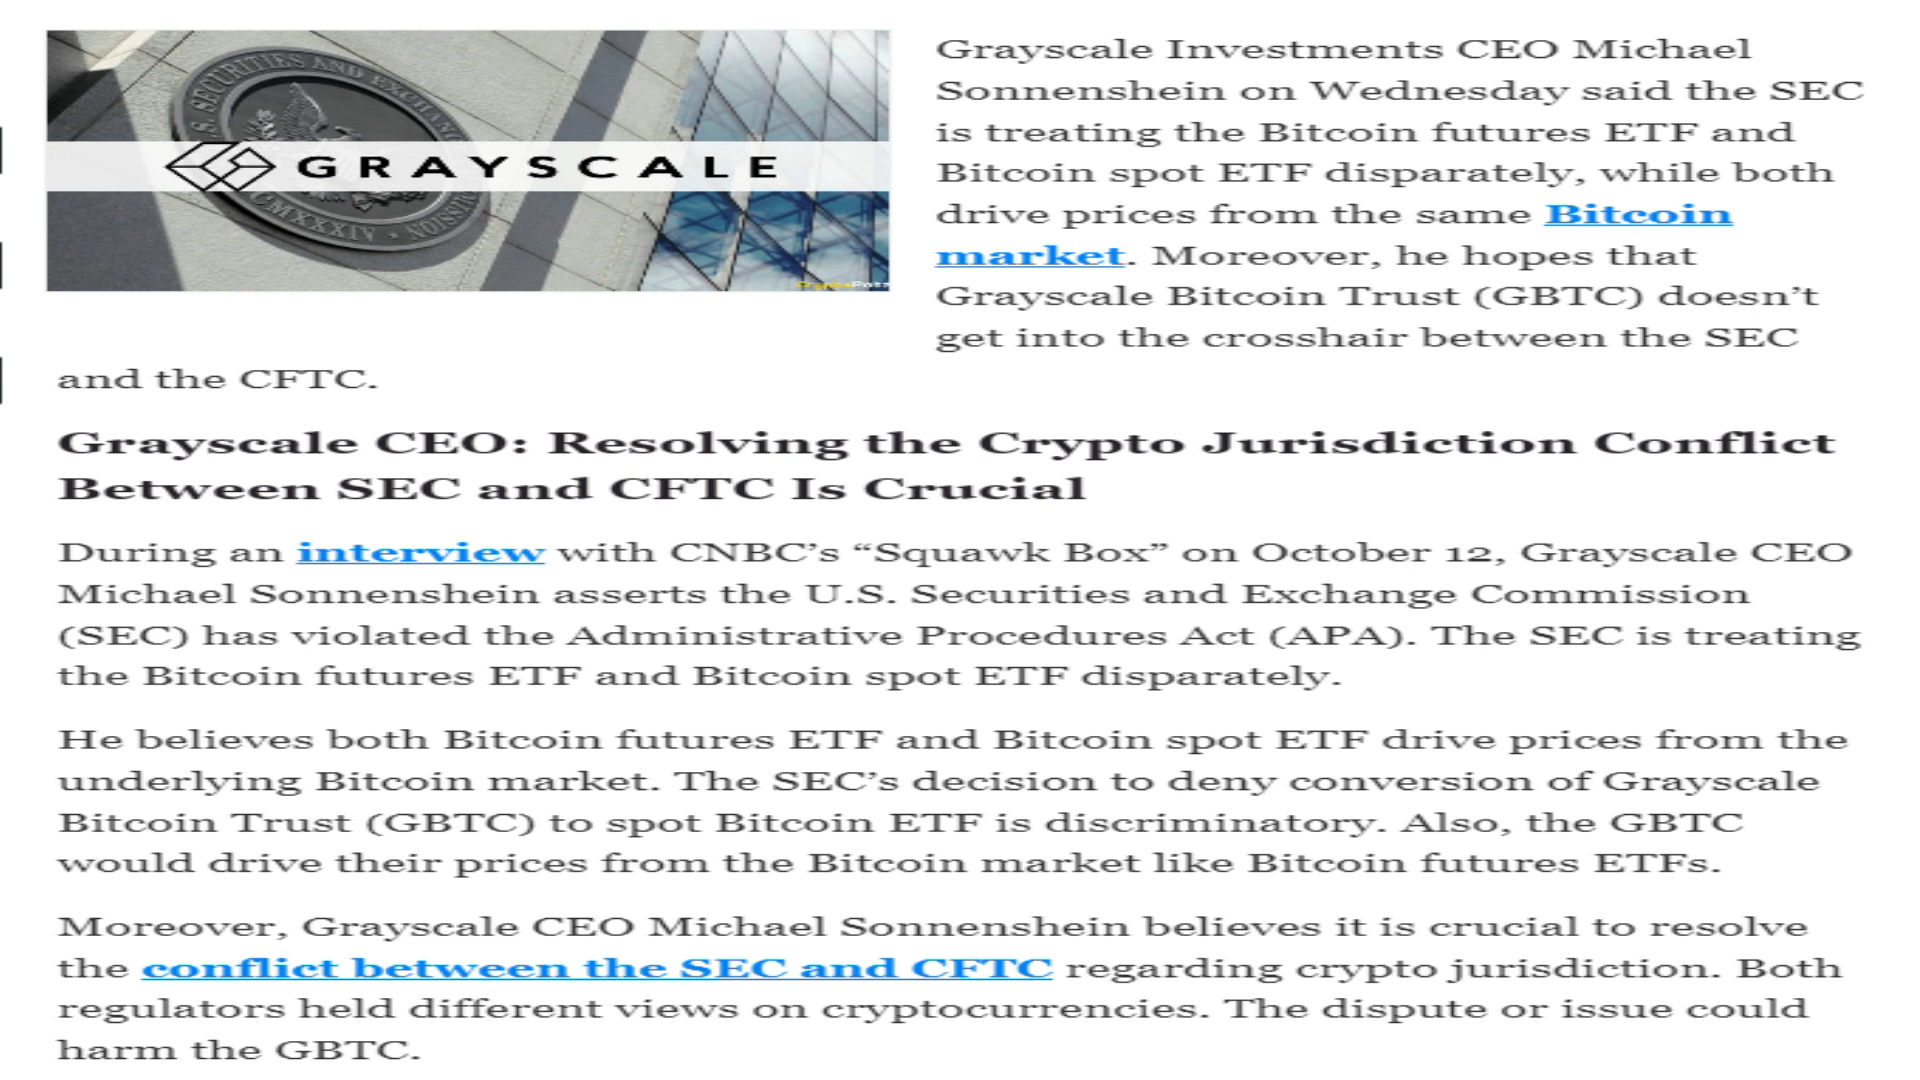 U.S. SECURITIES AND EXCHANGE
GRAYSCALE
MCMXXXIV
Grayscale Investments CEO Michael
Sonnenshein on Wednesday said the SEC
is treating the Bitcoin futures ETF and
Bitcoin spot ETF disparately, while both
drive prices from the same Bitcoin
market. Moreover, he hopes that
Grayscale Bitcoin Trust (GBTC) doesn’t
get into the crosshair between the SEC
and the CFTC.
Grayscale CEO: Resolving the Crypto Jurisdiction Conflict
Between SEC and CFTC Is Crucial
During an interview with CNBC’s “Squawk Box” on October 12, Grayscale CEO
Michael Sonnenshein asserts the U.S. Securities and Exchange Commission
(SEC) has violated the Administrative Procedures Act (APA). The SEC is treating
the Bitcoin futures ETF and Bitcoin spot ETF disparately.
He believes both Bitcoin futures ETF and Bitcoin spot ETF drive prices from the
underlying Bitcoin market. The SEC’s decision to deny conversion of Grayscale
Bitcoin Trust (GBTC) to spot Bitcoin ETF is discriminatory. Also, the GBTC
would drive their prices from the Bitcoin market like Bitcoin futures ETFs.
Moreover, Grayscale CEO Michael Sonnenshein believes it is crucial to resolve
the conflict between the SEC and CFTC regarding crypto jurisdiction. Both
regulators held different views on cryptocurrencies. The dispute or issue could
harm the GBTC.